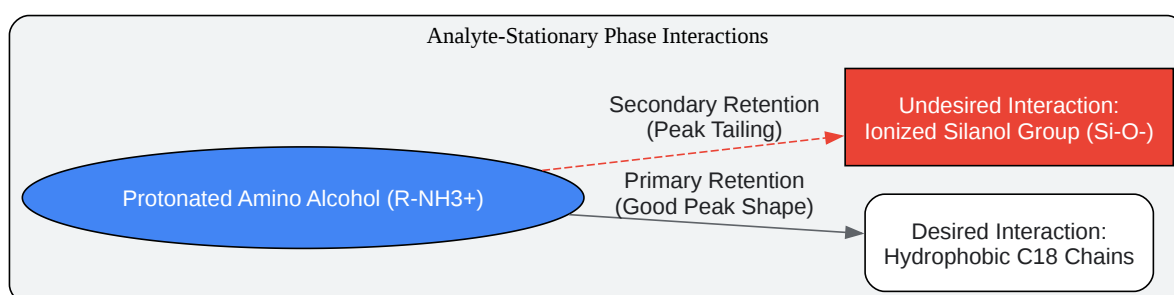 Analyte-Stationary Phase Interactions
Secondary Retention
(Peak Tailing)
Undesired Interaction:
Ionized Silanol Group (Si-O-)
Protonated Amino Alcohol (R-NH3+)
Primary Retention
(Good Peak Shape)
Desired Interaction:
Hydrophobic C18 Chains